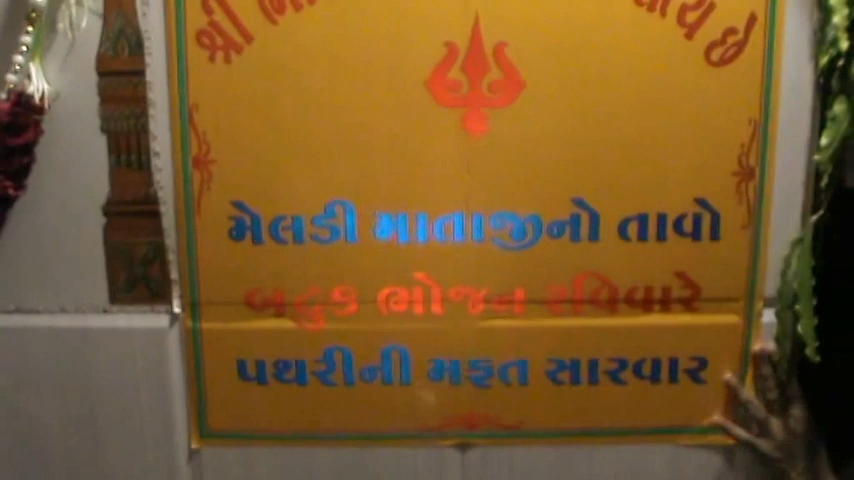 શ્રી
મેલડી માતાજીનો તાવો
બટુક ભોજન રવિવારે
પથરીની મફત સારવાર